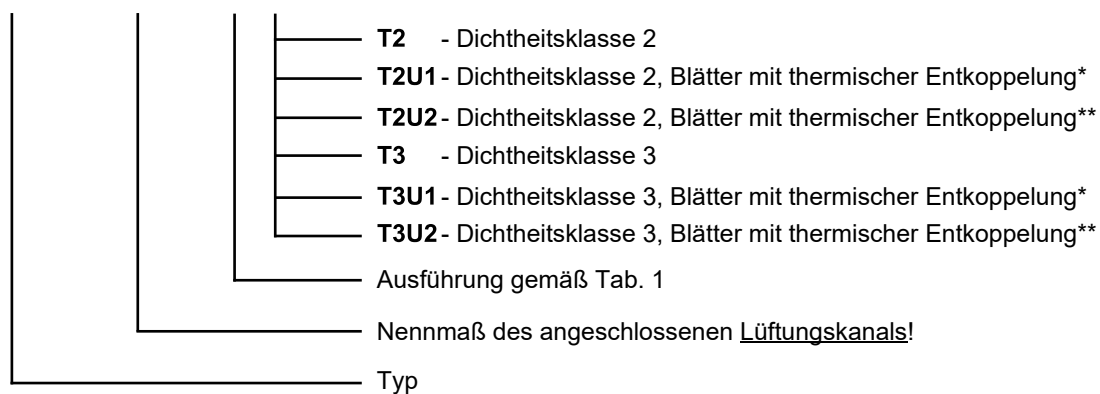 T2 - Dichtheitsklasse 2
T2U1 - Dichtheitsklasse 2, Blätter mit thermischer Entkoppelung*
T2U2 - Dichtheitsklasse 2, Blätter mit thermischer Entkoppelung**
T3 - Dichtheitsklasse 3
T3U1 - Dichtheitsklasse 3, Blätter mit thermischer Entkoppelung*
T3U2 - Dichtheitsklasse 3, Blätter mit thermischer Entkoppelung**
Ausführung gemäß Tab. 1
Nennmaß des angeschlossenen Lüftungskanals!
Typ